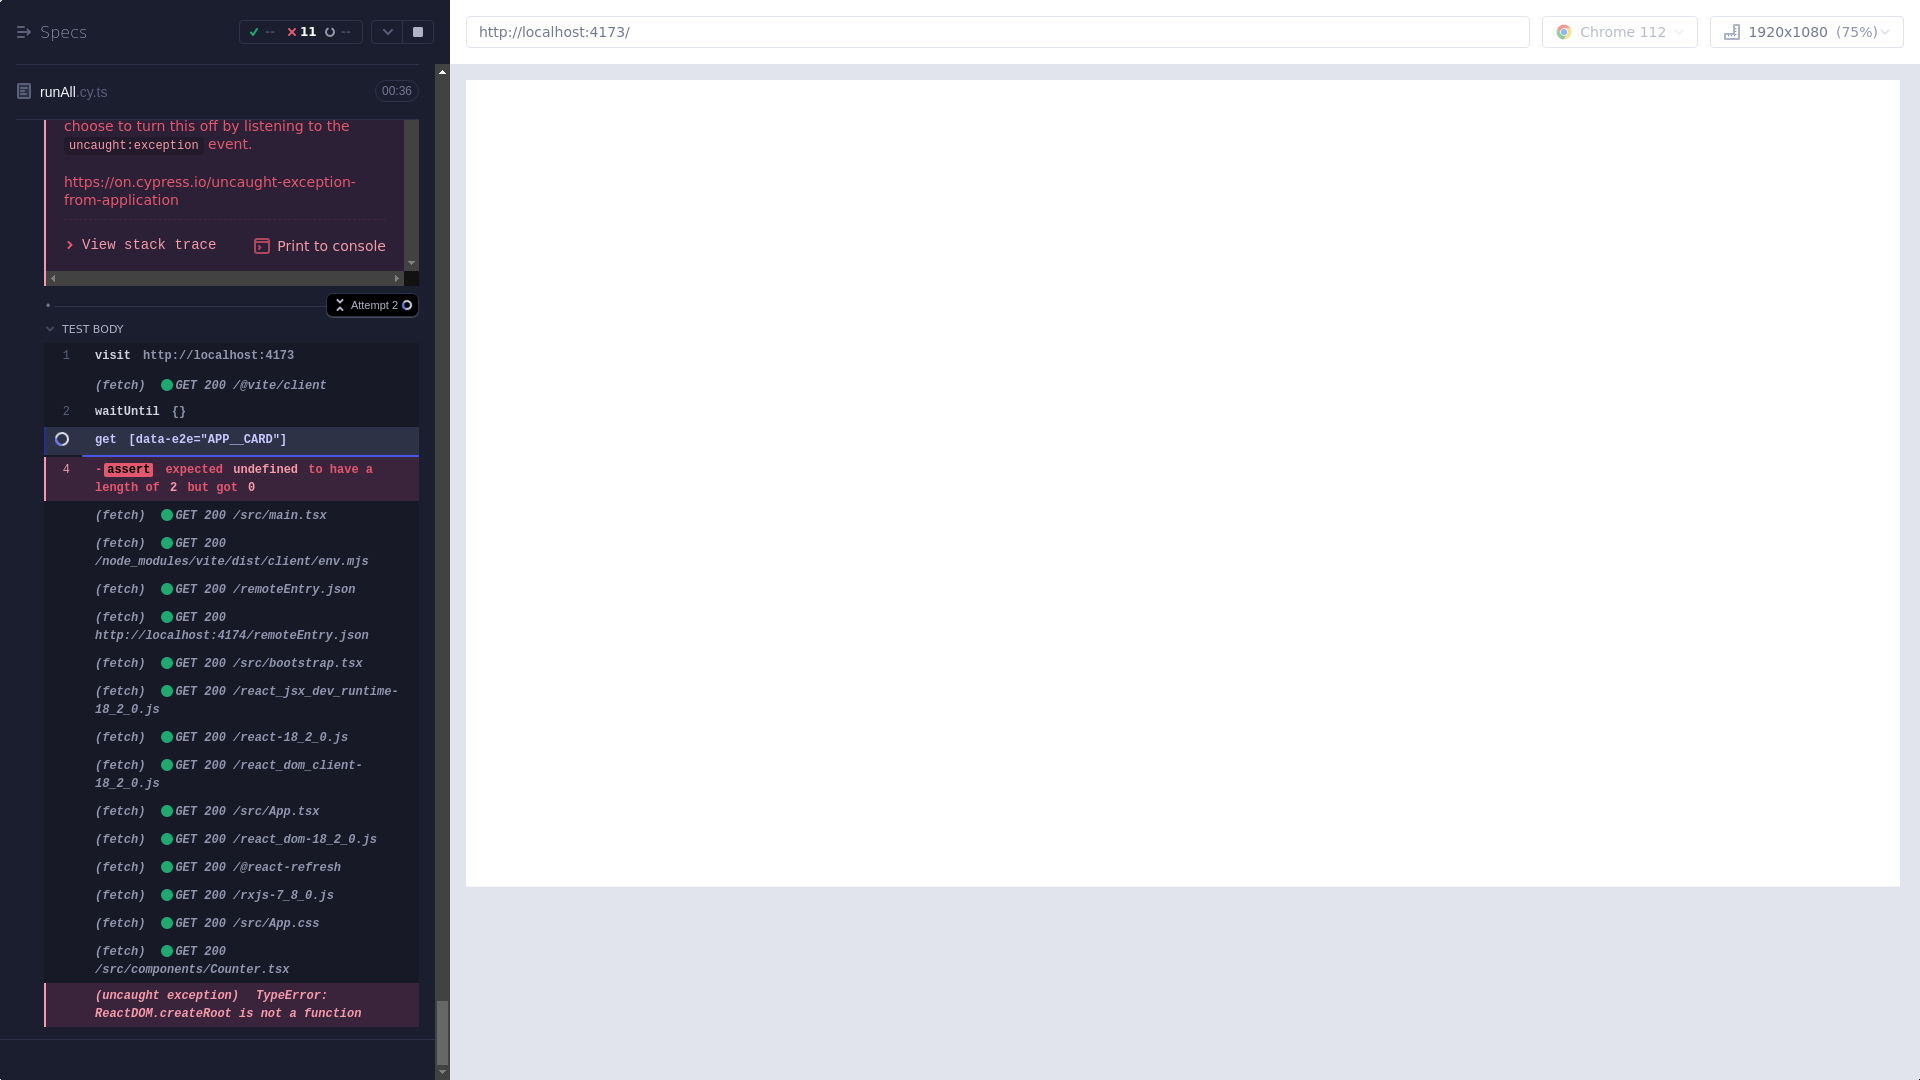 Specs
-- 11 --
runAll.cy.ts
00:36
choose to turn this off by listening to the
uncaught:exception event.
https://on.cypress.io/uncaught-exception-
from-application
View stack trace
Print to console
Attempt 2
TEST BODY
1 visit http://localhost:4173
(fetch) GET 200 /@vite/client
2 waitUntil {}
get [data-e2e="APP__CARD"]
4 -assert expected undefined to have a
length of 2 but got 0
(fetch) GET 200 /src/main.tsx
(fetch) GET 200
/node_modules/vite/dist/client/env.mjs
(fetch) GET 200 /remoteEntry.json
(fetch) GET 200
http://localhost:4174/remoteEntry.json
(fetch) GET 200 /src/bootstrap.tsx
(fetch) GET 200 /react_jsx_dev_runtime-
18_2_0.js
(fetch) GET 200 /react-18_2_0.js
(fetch) GET 200 /react_dom_client-
18_2_0.js
(fetch) GET 200 /src/App.tsx
(fetch) GET 200 /react_dom-18_2_0.js
(fetch) GET 200 /@react-refresh
(fetch) GET 200 /rxjs-7_8_0.js
(fetch) GET 200 /src/App.css
(fetch) GET 200
/src/components/Counter.tsx
(uncaught exception) TypeError:
ReactDOM.createRoot is not a function
http://localhost:4173/
Chrome 112
1920x1080 (75%)